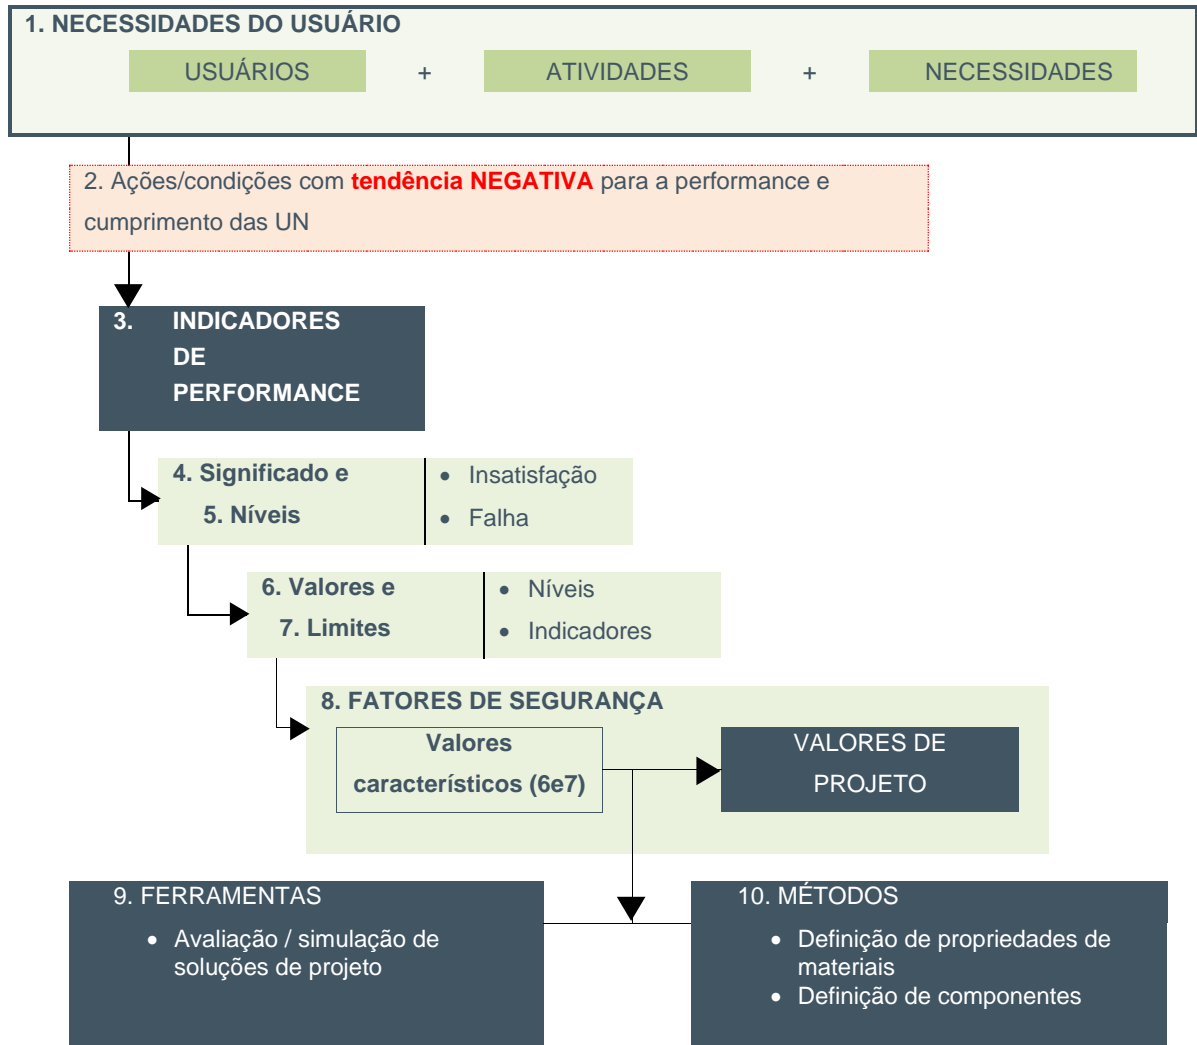 1. NECESSIDADES DO USUÁRIO
USUÁRIOS + ATIVIDADES + NECESSIDADES
2. Ações/condições com tendência NEGATIVA para a performance e
cumprimento das UN
3. INDICADORES
DE
PERFORMANCE
4. Significado e
5. Níveis
• Insatisfação
• Falha
6. Valores e
7. Limites
• Níveis
• Indicadores
8. FATORES DE SEGURANÇA
Valores
característicos (6e7)
VALORES DE
PROJETO
9. FERRAMENTAS
• Avaliação / simulação de
soluções de projeto
10. MÉTODOS
• Definição de propriedades de
materiais
• Definição de componentes